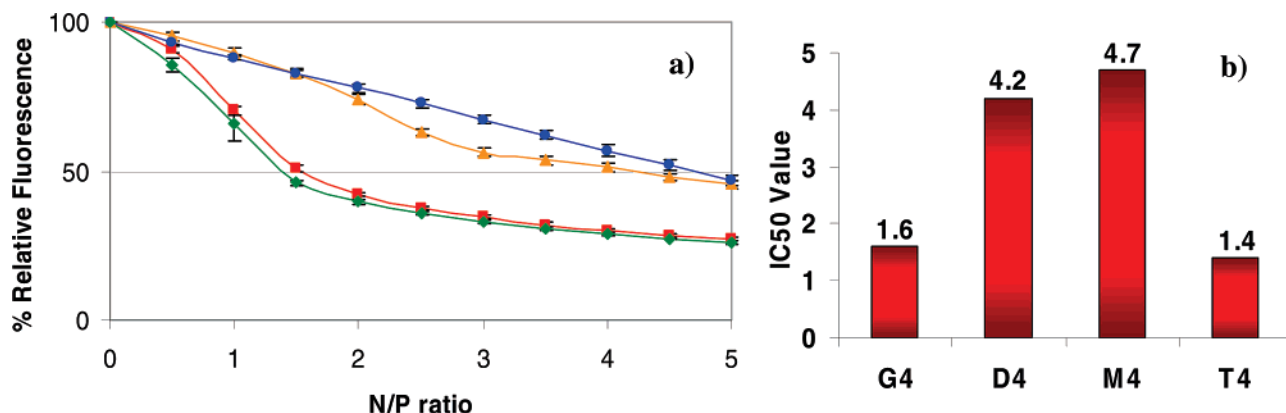 100
50
0
% Relative Fluorescence
0 1 2 3 4 5
N/P ratio
a)
b)
5
4
3
2
1
0
IC50 Value
1.6
4.2
4.7
1.4
G4 D4 M4 T4